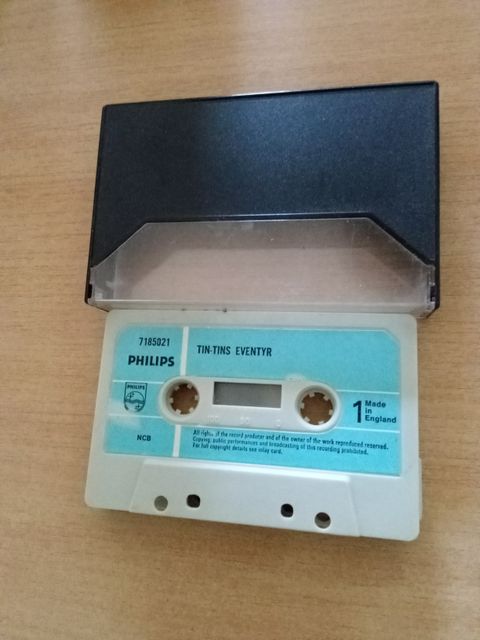 7185021
PHILIPS
TIN-TINS EVENTYR
PHILIPS
1 Made
in
England
NCB
All rights of the record producer and of the owner of the work reproduced reserved.
Copying, public performances and broadcasting of this recording prohibited.
For full copyright details see inlay card.